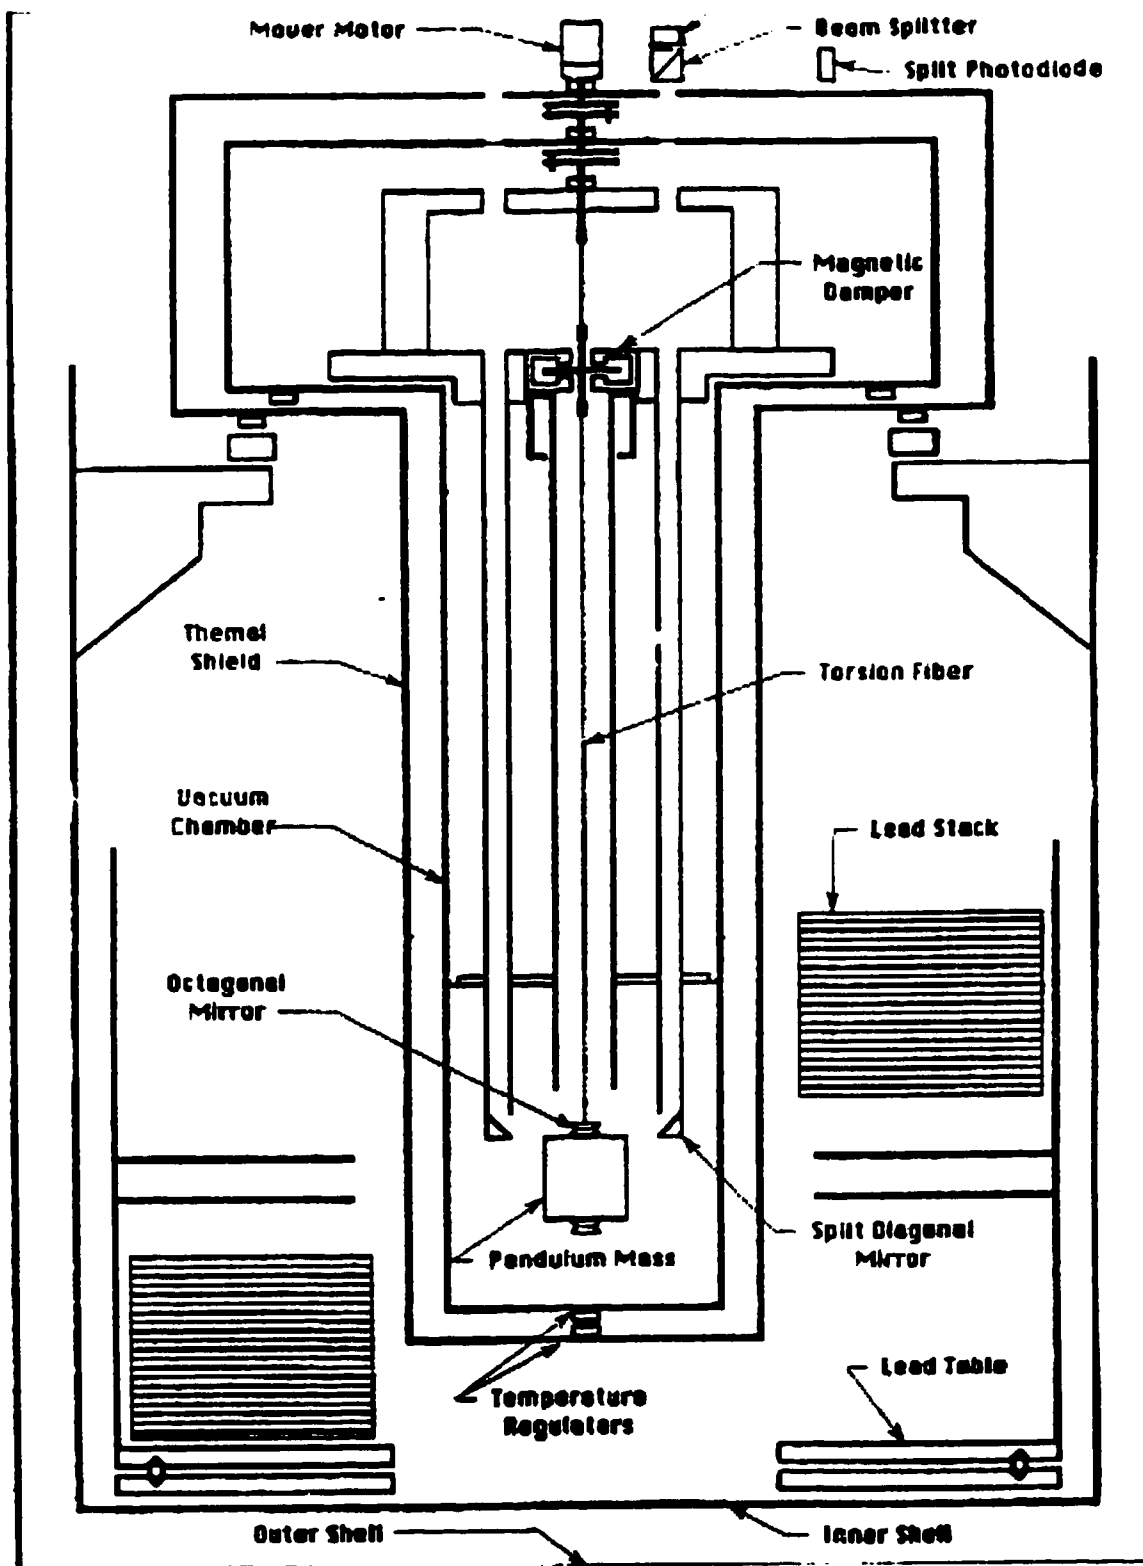 Mover Motor
Beam Splitter
Split Photodiode
Magnetic
Damper
Themal
Shield
Torsion Fiber
Vacuum
Chamber
Lead Stack
Octagonal
Mirror
Split Diagonal
Mirror
Pendulum Mass
Lead Table
Temperature
Regulators
Outer Shell
Inner Shell